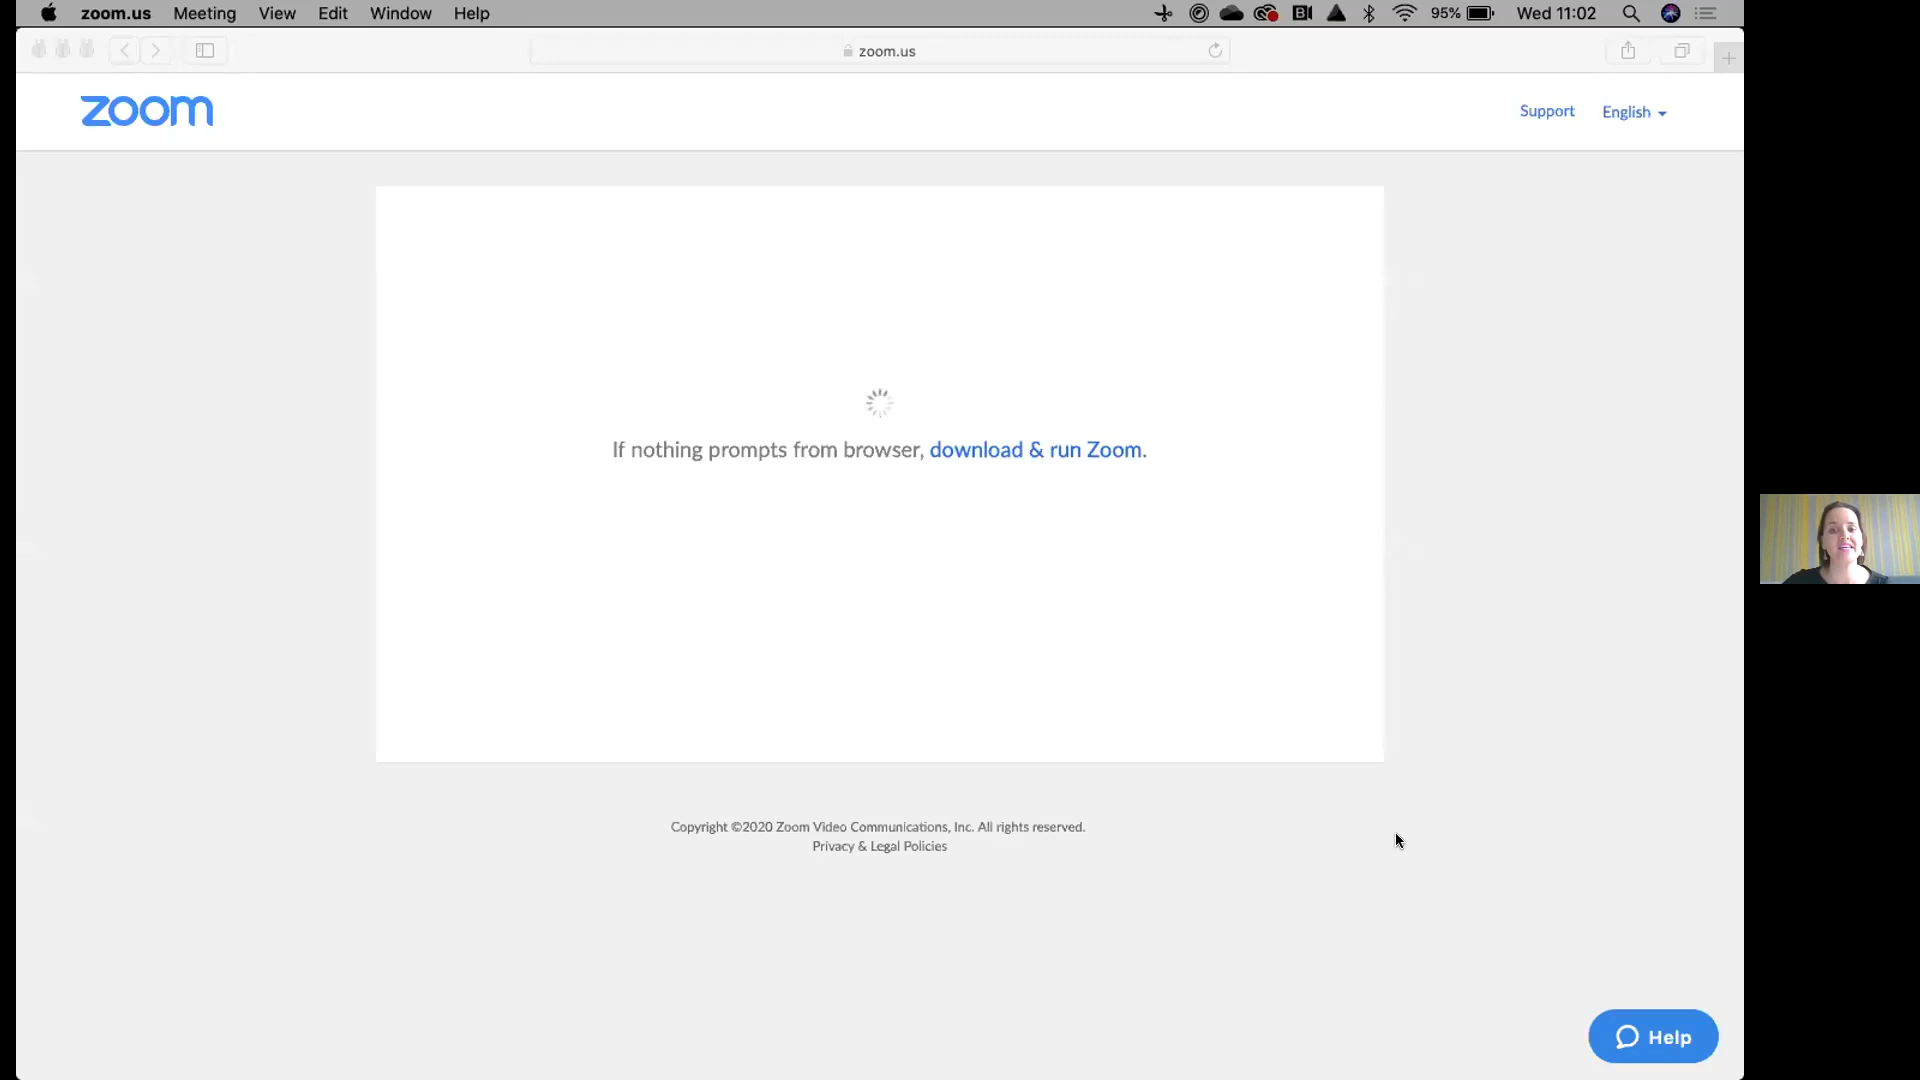 zoom.us Meeting View Edit Window Help 95% Wed 11:02
zoom.us
zoom Support English
If nothing prompts from browser, download & run Zoom.
Copyright ©2020 Zoom Video Communications, Inc. All rights reserved.
Privacy & Legal Policies
Help